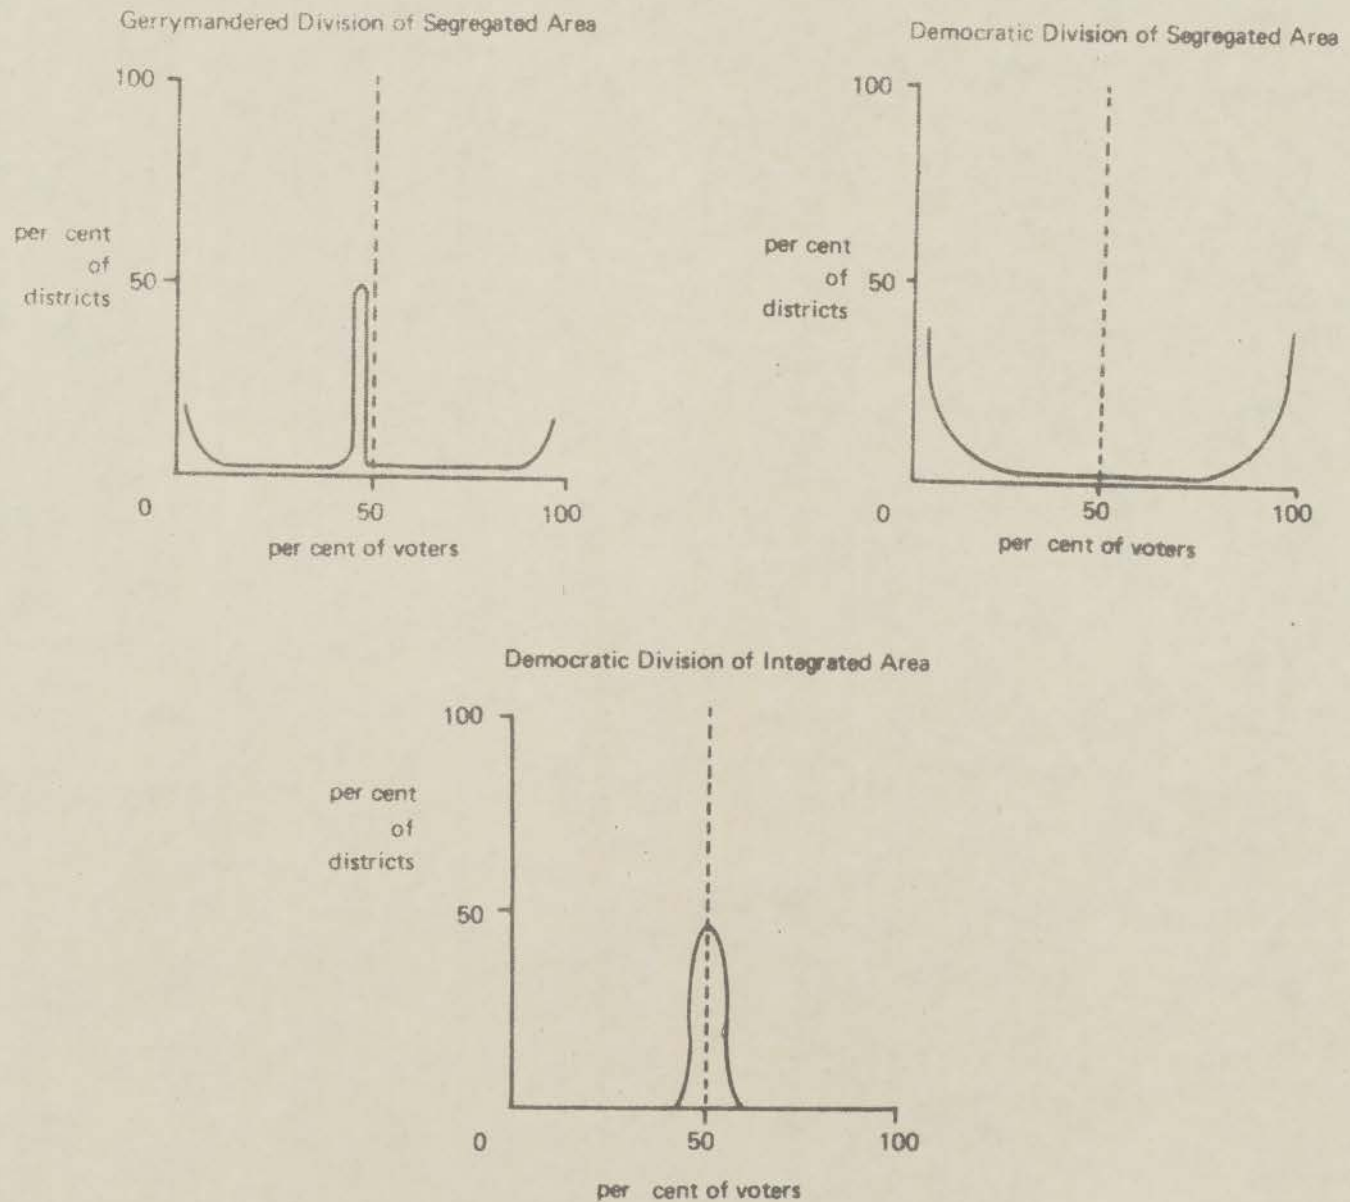 Gerrymandered Division of Segregated Area
100
per cent
of
districts
50
0
50
100
per cent of voters
Democratic Division of Segregated Area
100
per cent
of
districts
50
0
50
100
per cent of voters
Democratic Division of Integrated Area
100
per cent
of
districts
50
0
50
100
per cent of voters